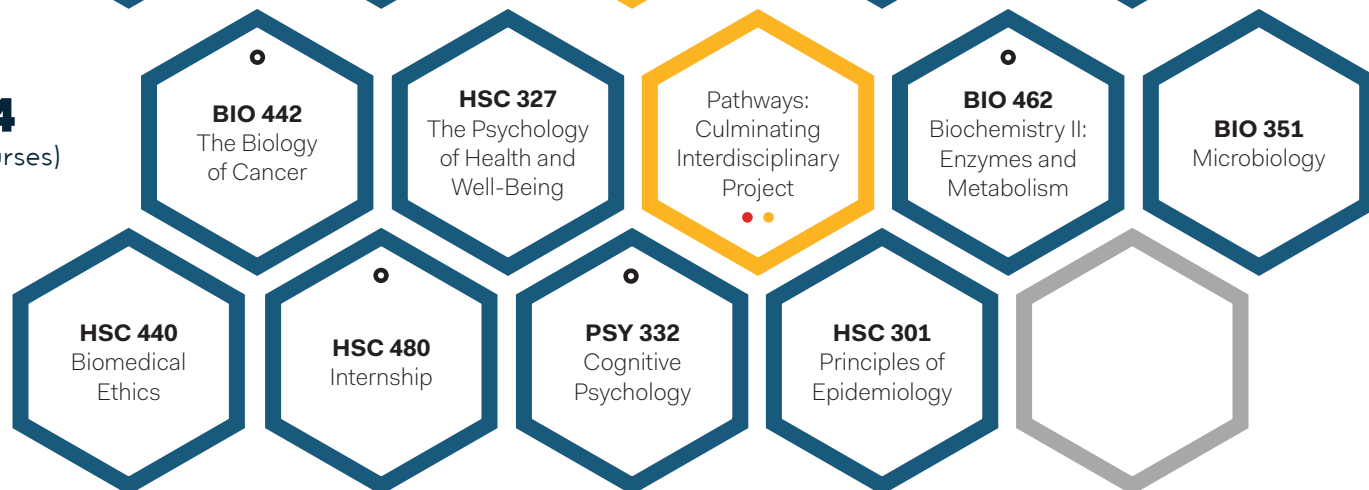 4
urses)
BIO 442
The Biology
of Cancer
HSC 327
The Psychology
of Health and
Well-Being
Pathways:
Culminating
Interdisciplinary
Project
BIO 462
Biochemistry II:
Enzymes and
Metabolism
BIO 351
Microbiology
HSC 440
Biomedical
Ethics
HSC 480
Internship
PSY 332
Cognitive
Psychology
HSC 301
Principles of
Epidemiology